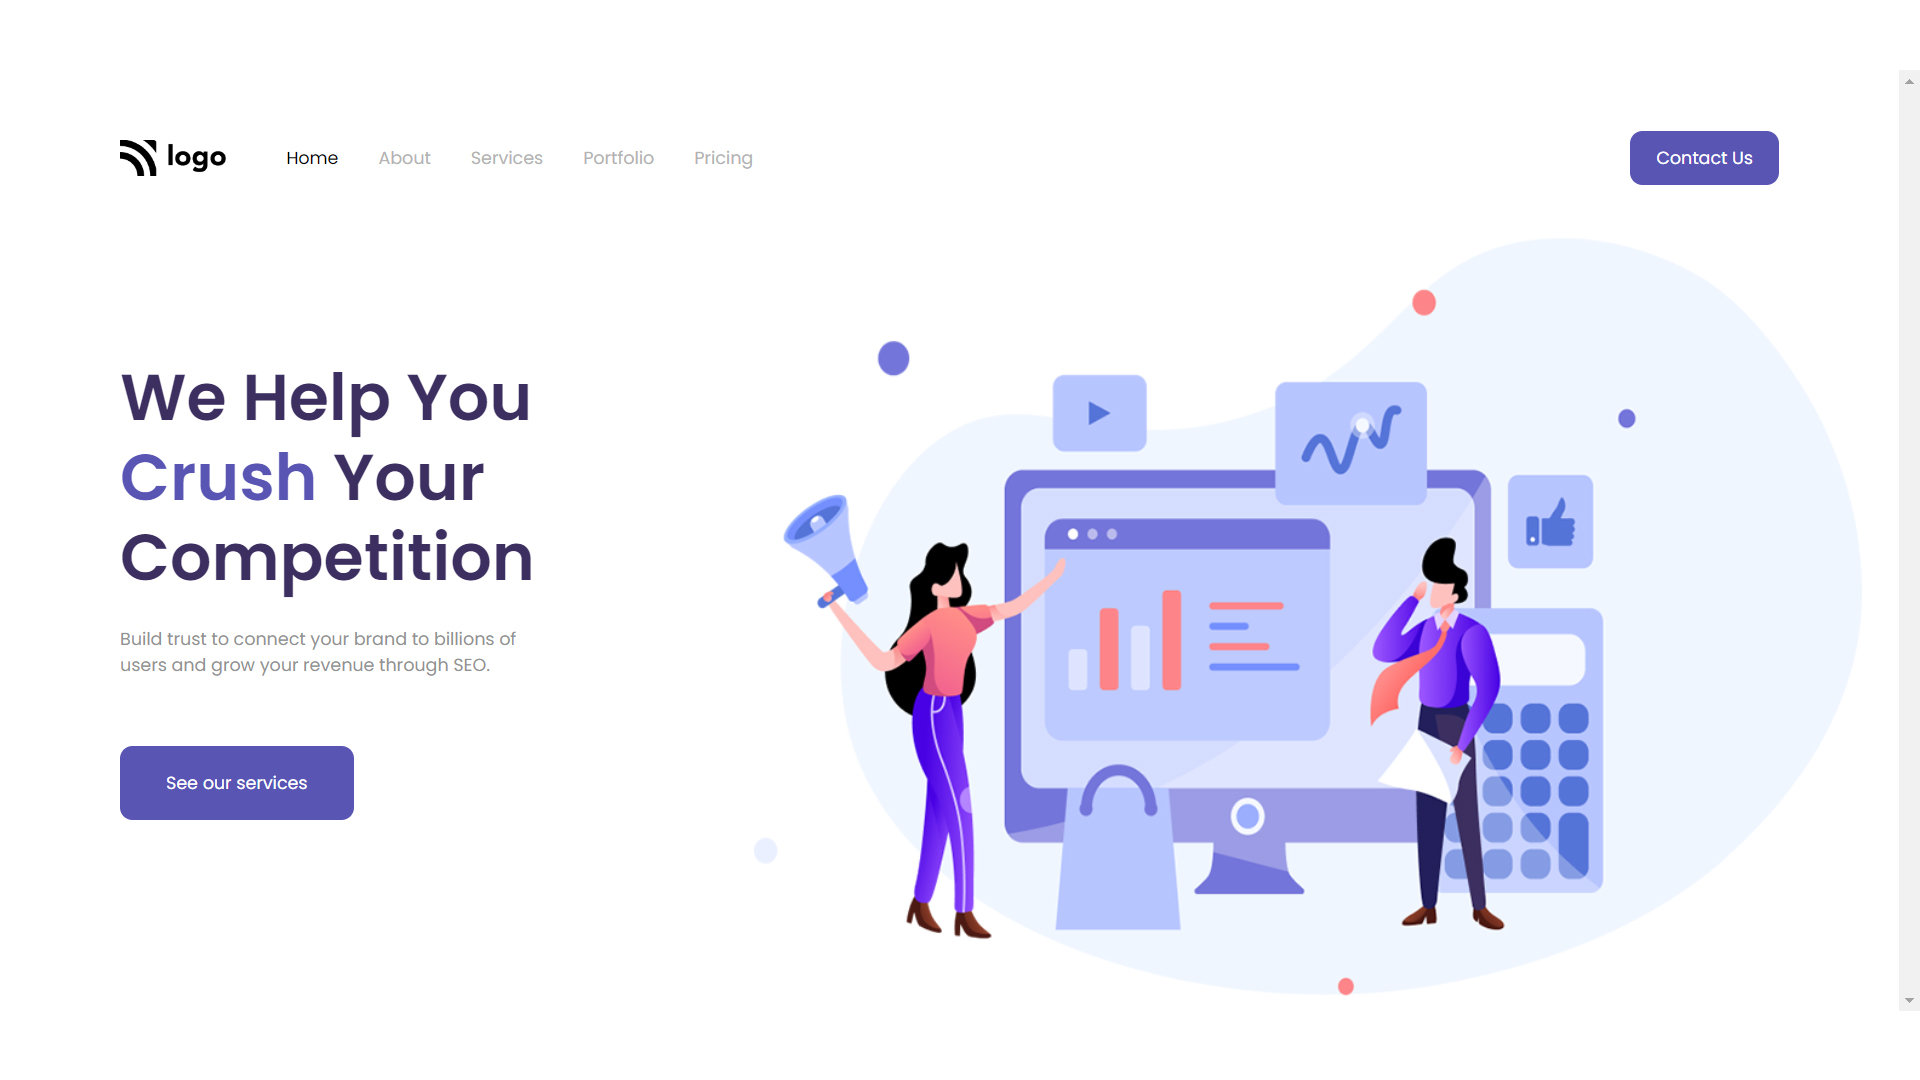 logo
Home About Services Portfolio Pricing
Contact Us
We Help You
Crush Your
Competition
Build trust to connect your brand to billions of
users and grow your revenue through SEO.
See our services